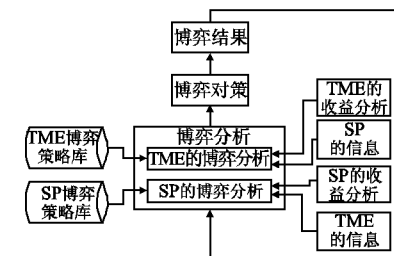 博弈结果
博弈对策
TME博弈
策略库
SP博弈
策略库
博弈分析
TME的博弈分析
SP的博弈分析
TME的
收益分析
SP
的信息
SP的收
益分析
TME
的信息